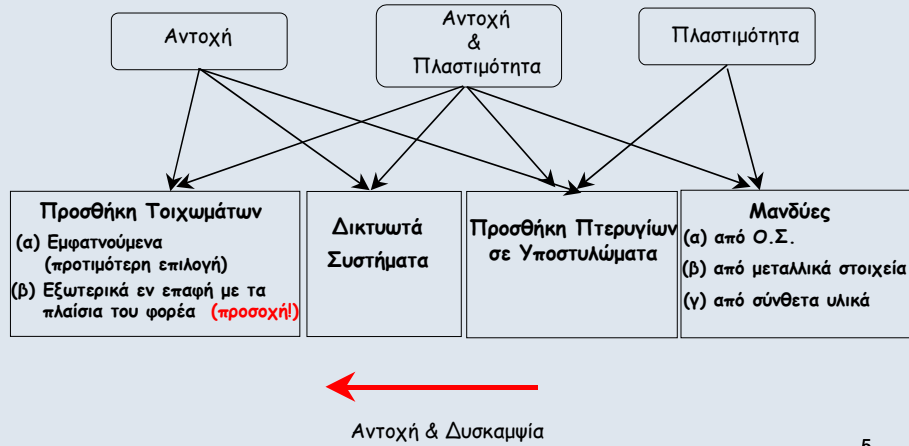 Αντοχή
Αντοχή
&
Πλαστιμότητα
Πλαστιμότητα
Προσθήκη Τοιχωμάτων
(α) Εμφατνούμενα
(προτιμότερη επιλογή)
(β) Εξωτερικά εν επαφή με τα
πλαίσια του φορέα (προσοχή!)
Δικτυωτά
Συστήματα
Προσθήκη Πτερυγίων
σε Υποστυλώματα
Μανδύες
(α) από Ο.Σ.
(β) από μεταλλικά στοιχεία
(γ) από σύνθετα υλικά
Αντοχή & Δυσκαμψία
5